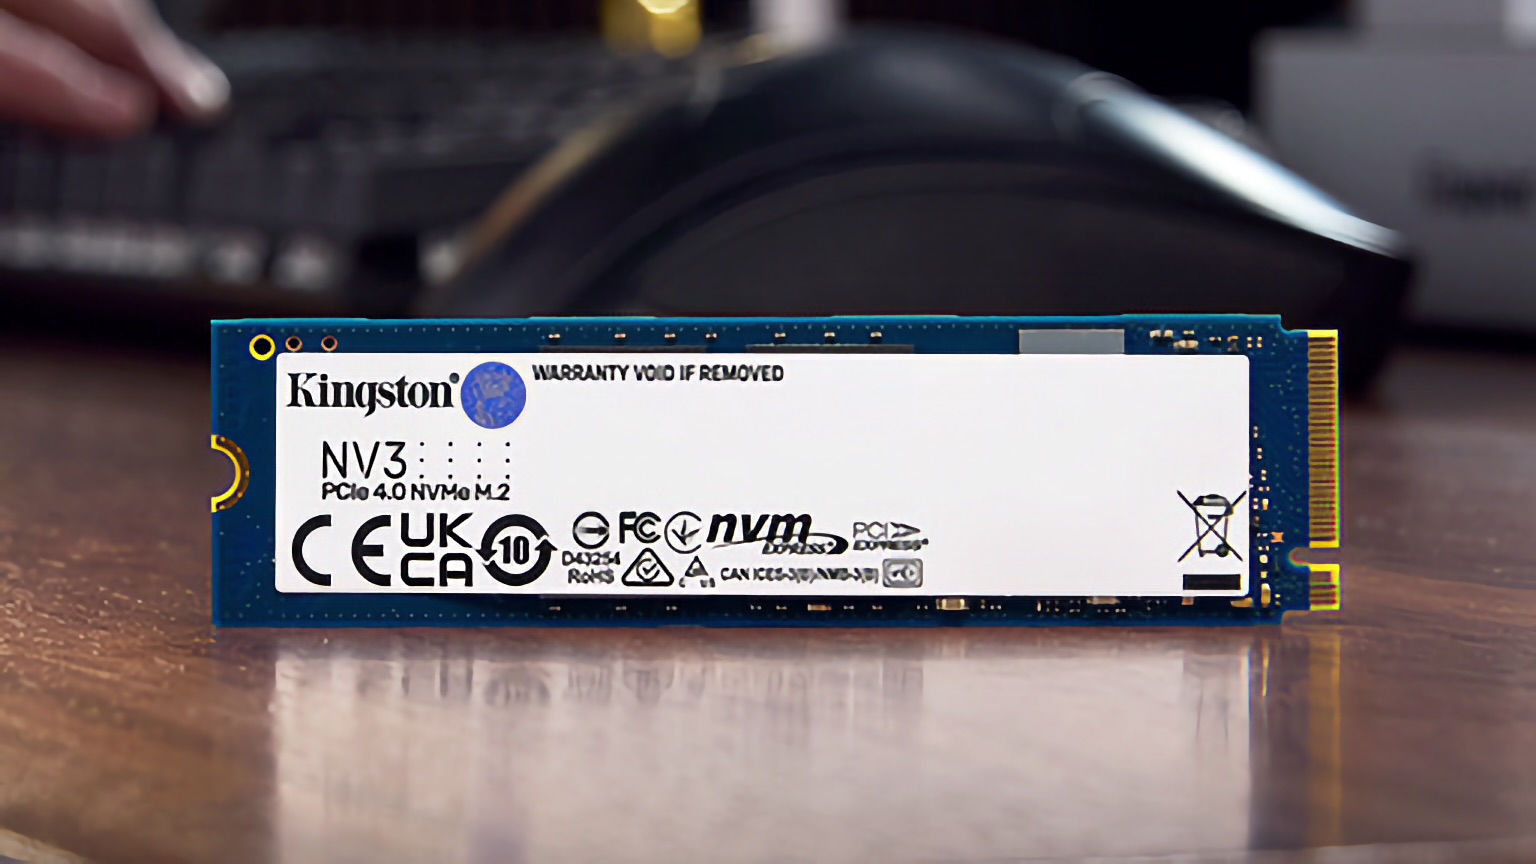 Kingston®
WARRANTY VOID IF REMOVED
NV3
PCIe 4.0 NVMe M.2
CE
UK
CA
10
FC
nvm
EXPRESS®
PCI
EXPRESS®
D43254
RoHS
CAN ICES-3(B)/NMB-3(B)